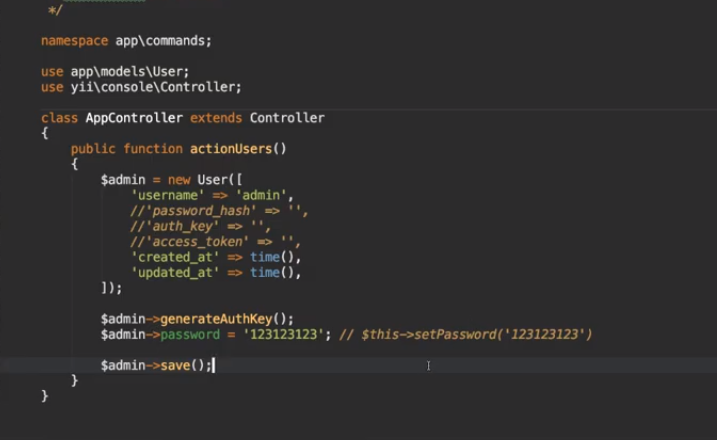 */
namespace app\commands;
use app\models\User;
use yii\console\Controller;
class AppController extends Controller
{
public function actionUsers()
{
$admin = new User([
'username' => 'admin',
//'password_hash' => '',
//'auth_key' => '',
//'access_token' => '',
'created_at' => time(),
'updated_at' => time(),
]);
$admin->generateAuthKey();
$admin->password = '123123123'; // $this->setPassword('123123123')
$admin->save();
}
}